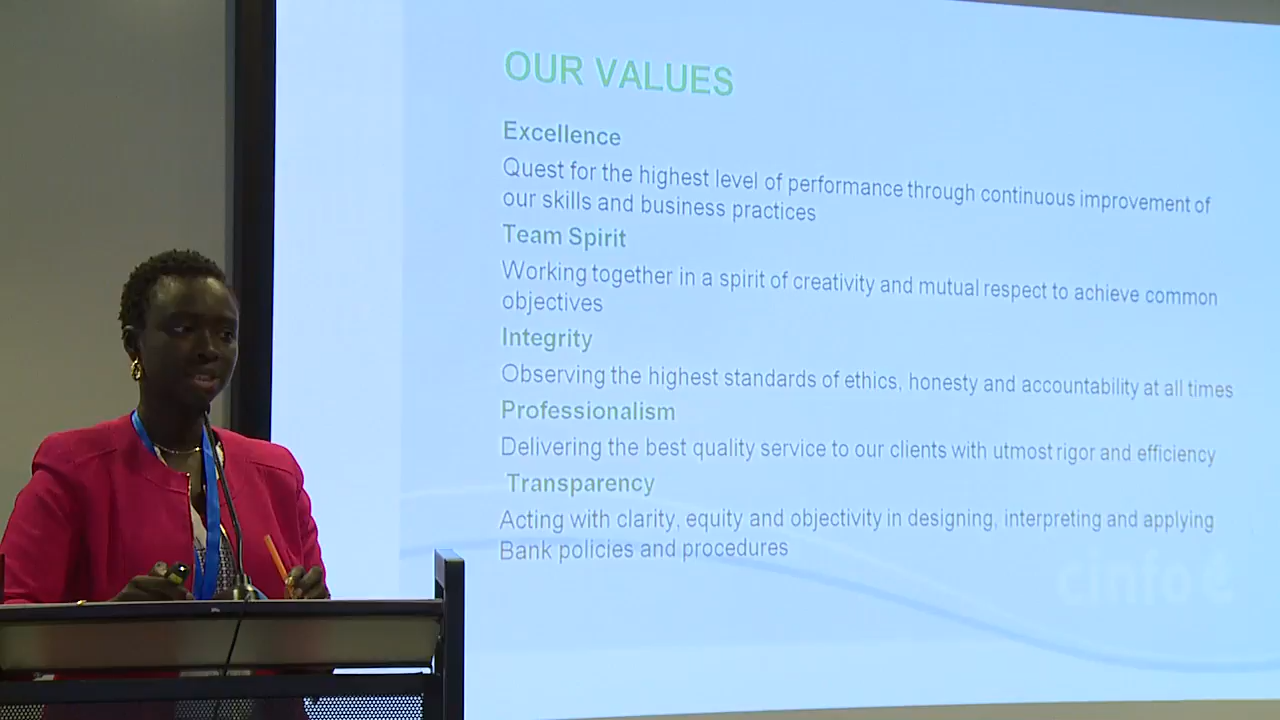 OUR VALUES
Excellence
Quest for the highest level of performance through continuous improvement of
our skills and business practices
Team Spirit
Working together in a spirit of creativity and mutual respect to achieve common
objectives
Integrity
Observing the highest standards of ethics, honesty and accountability at all times
Professionalism
Delivering the best quality service to our clients with utmost rigor and efficiency
Transparency
Acting with clarity, equity and objectivity in designing, interpreting and applying
Bank policies and procedures
cinfo